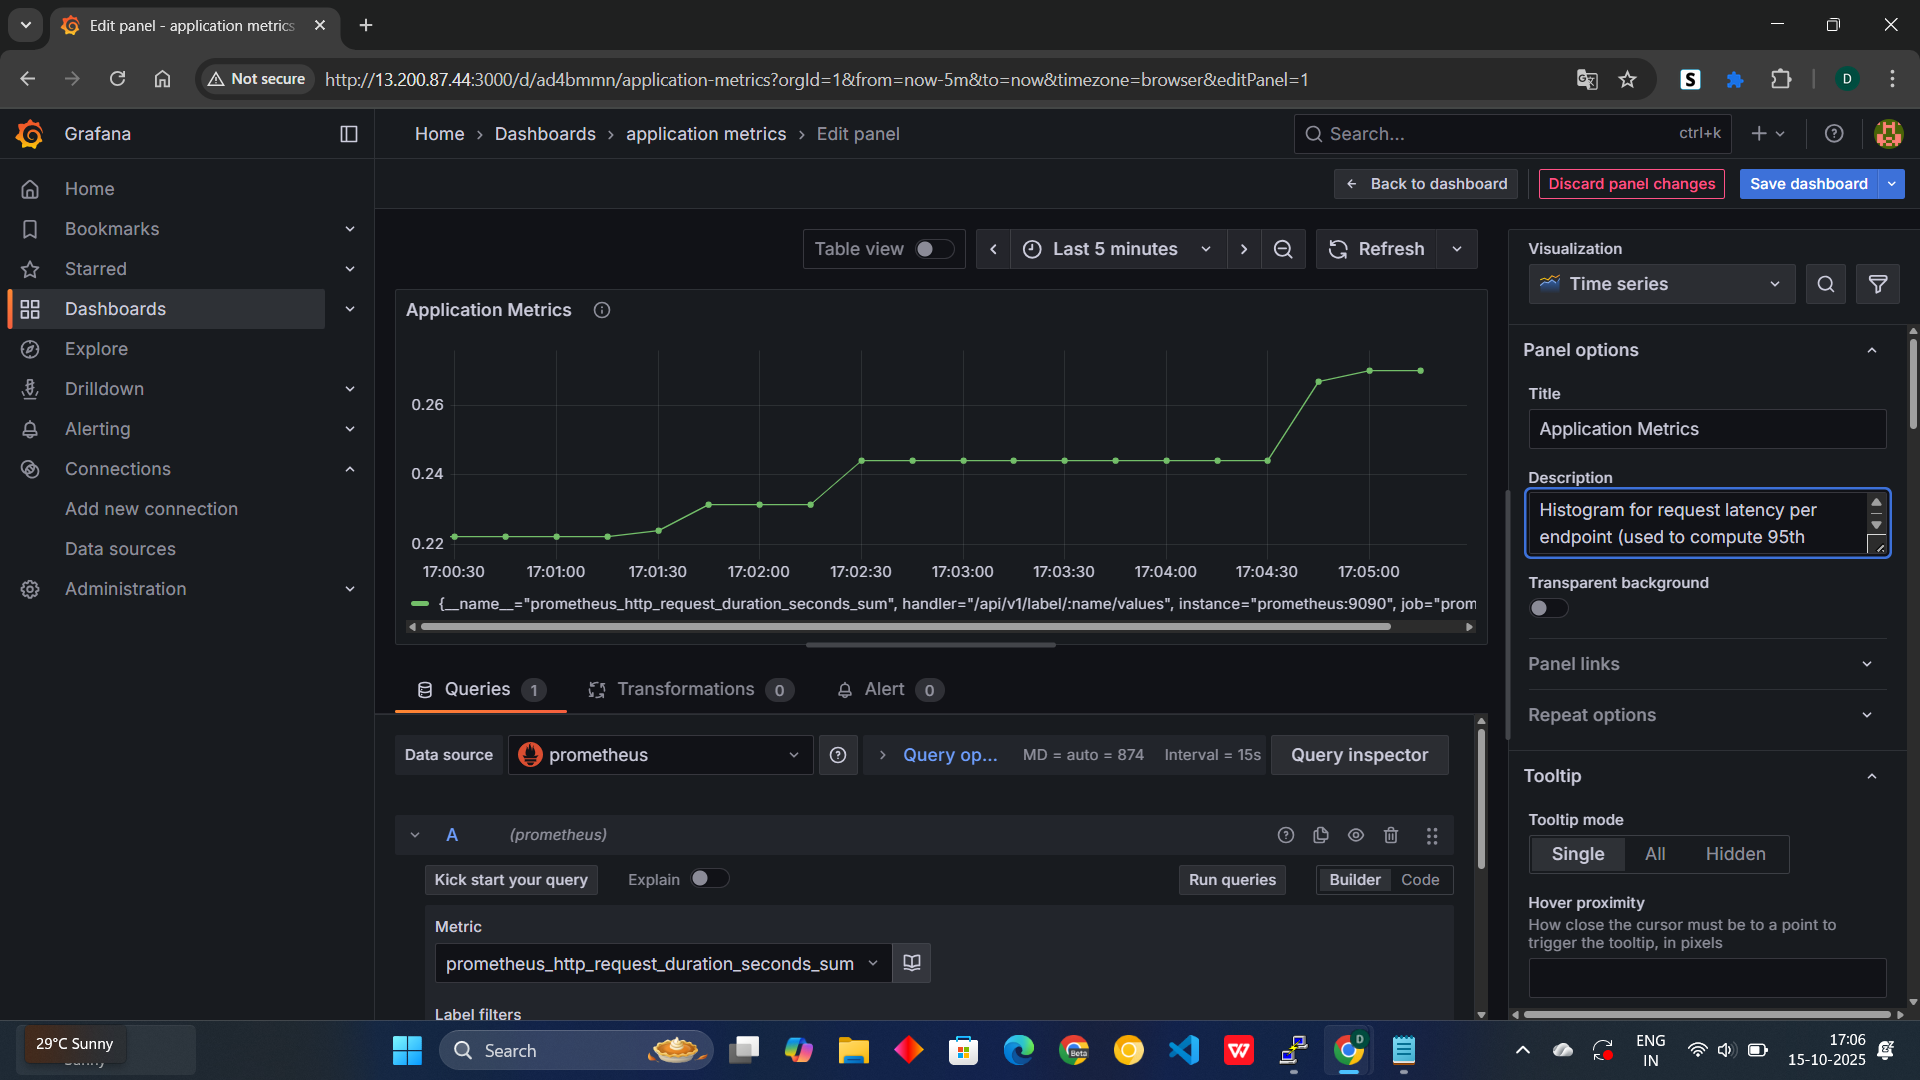 Edit panel - application metrics
Not secure
http://13.200.87.44:3000/d/ad4bmmn/application-metrics?orgId=1&from=now-5m&to=now&timezone=browser&editPanel=1
S
D
Grafana
Home › Dashboards › application metrics › Edit panel
Search...
ctrl+k
Back to dashboard
Discard panel changes
Save dashboard
Home
Bookmarks
Starred
Dashboards
Explore
Drilldown
Alerting
Connections
Add new connection
Data sources
Administration
Table view
Last 5 minutes
Refresh
Application Metrics
0.26
0.24
0.22
17:00:30 17:01:00 17:01:30 17:02:00 17:02:30 17:03:00 17:03:30 17:04:00 17:04:30 17:05:00
{__name__="prometheus_http_request_duration_seconds_sum", handler="/api/v1/label/:name/values", instance="prometheus:9090", job="prom
Queries 1
Transformations 0
Alert 0
Data source
prometheus
Query op...
MD = auto = 874
Interval = 15s
Query inspector
A
(prometheus)
Kick start your query
Explain
Run queries
Builder
Code
Metric
prometheus_http_request_duration_seconds_sum
Label filters
Visualization
Time series
Panel options
Title
Application Metrics
Description
Histogram for request latency per
endpoint (used to compute 95th
Transparent background
Panel links
Repeat options
Tooltip
Tooltip mode
Single
All
Hidden
Hover proximity
How close the cursor must be to a point to
trigger the tooltip, in pixels
29°C Sunny
Sunny
Search
Beta
W
D
ENG
IN
17:06
15-10-2025